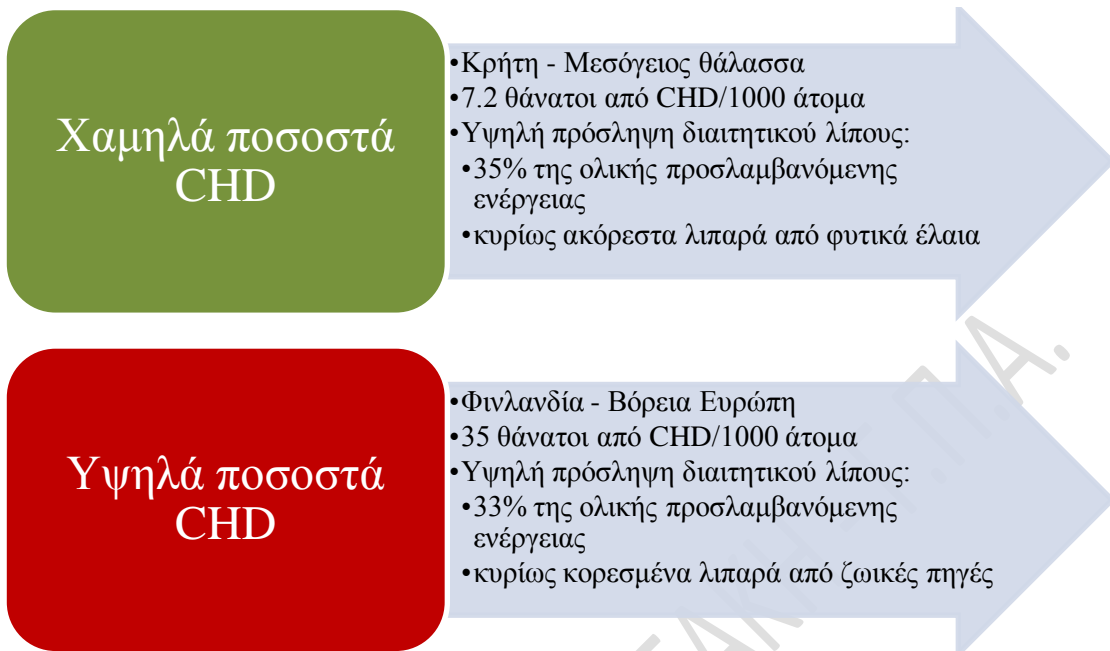 Χαμηλά ποσοστά
CHD
•Κρήτη - Μεσόγειος θάλασσα
•7.2 θάνατοι από CHD/1000 άτομα
•Υψηλή πρόσληψη διαιτητικού λίπους:
•35% της ολικής προσλαμβανόμενης
ενέργειας
•κυρίως ακόρεστα λιπαρά από φυτικά έλαια
Υψηλά ποσοστά
CHD
•Φινλανδία - Βόρεια Ευρώπη
•35 θάνατοι από CHD/1000 άτομα
•Υψηλή πρόσληψη διαιτητικού λίπους:
•33% της ολικής προσλαμβανόμενης
ενέργειας
•κυρίως κορεσμένα λιπαρά από ζωικές πηγές